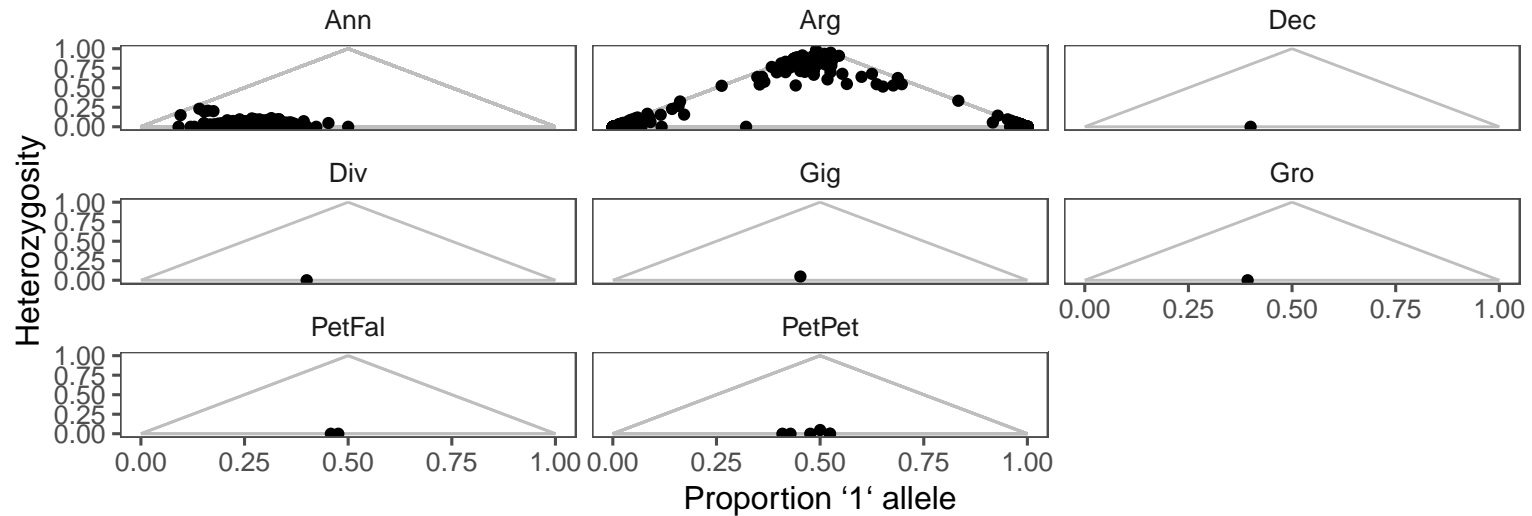 Ann Arg Dec
1.00
0.75
0.50
0.25
0.00
Div Gig Gro
1.00
0.75
0.50
0.25
0.00
0.00 0.25 0.50 0.75 1.00
PetFal PetPet
1.00
0.75
0.50
0.25
0.00
0.00 0.25 0.50 0.75 1.00 0.00 0.25 0.50 0.75 1.00
Heterozygosity
Proportion ‘1‘ allele